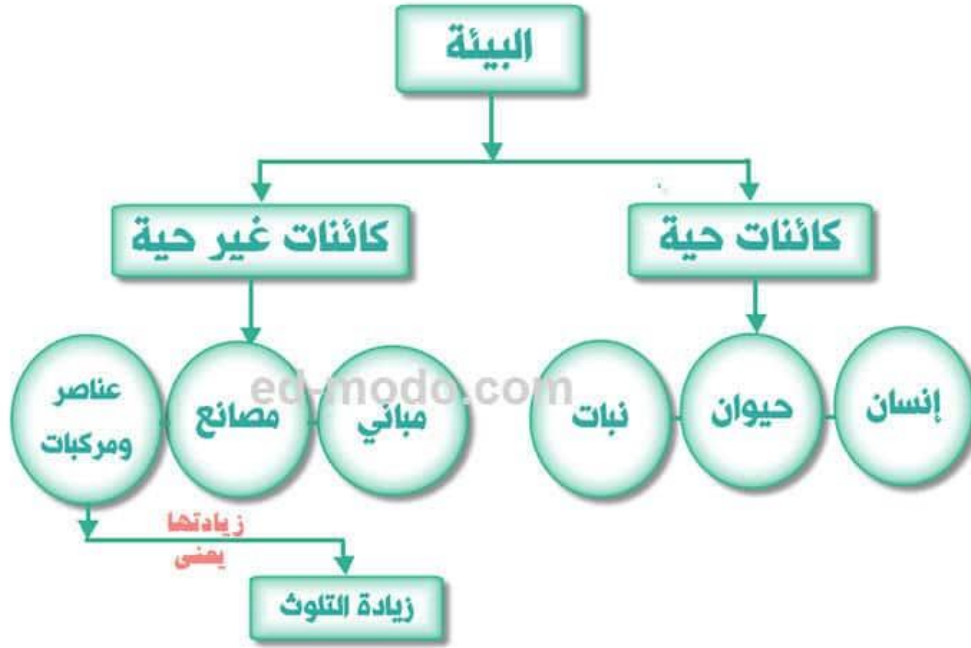 البيئة
كائنات حية
كائنات غير حية
إنسان
حيوان
نبات
مباني
مصانع
عناصر
ومركبات
ed-modo.com
زيادتها
يعنى
زيادة التلوث